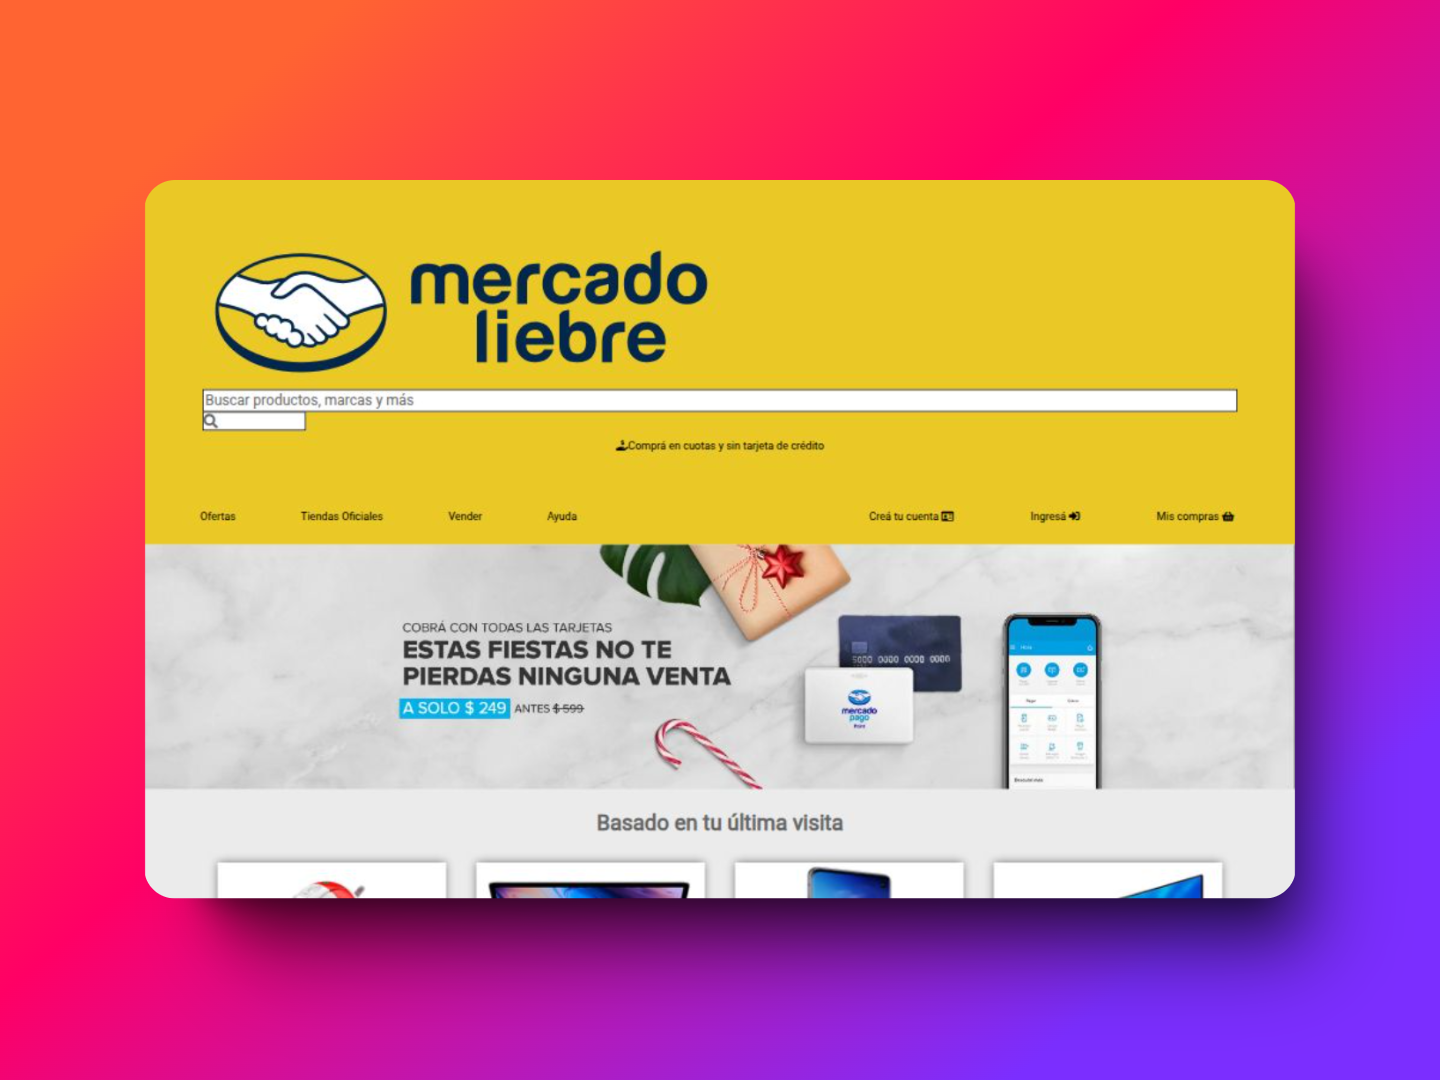 mercado
liebre
Buscar productos, marcas y más
Comprá en cuotas y sin tarjeta de crédito
Ofertas Tiendas Oficiales Vender Ayuda Creá tu cuenta Ingresá Mis compras
COBRÁ CON TODAS LAS TARJETAS
ESTAS FIESTAS NO TE
PIERDAS NINGUNA VENTA
A SOLO $ 249 ANTES $ 599
5000 0000 0000 0000
mercado
pago
Basado en tu última visita